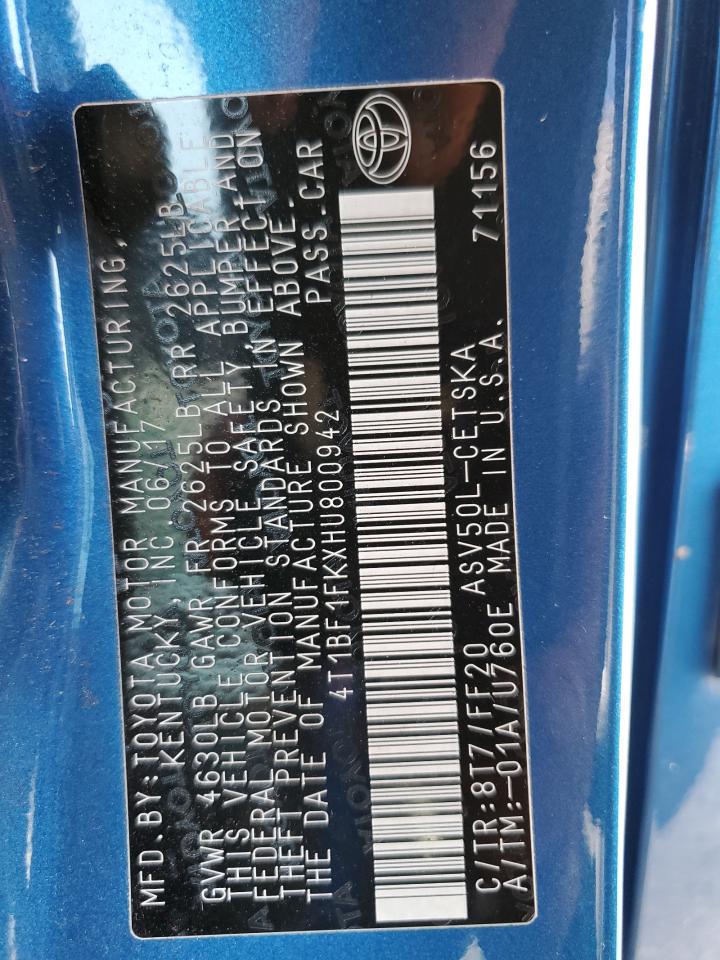 MFD.BY:TOYOTA MOTOR MANUFACTURING,
KENTUCKY, INC 06/17
GVWR 4630LB GAWR FR 2625LB RR 2625LB
THIS VEHICLE CONFORMS TO ALL APPLICABLE
FEDERAL MOTOR VEHICLE SAFETY, BUMPER AND
THEFT PREVENTION STANDARDS IN EFFECT ON
THE DATE OF MANUFACTURE SHOWN ABOVE.
4T1BF1FKXHU800942 PASS.CAR
C/TR:8T7/FF20 ASV50L-CETSKA 71156
A/TM:-01A/U760E MADE IN U.S.A.